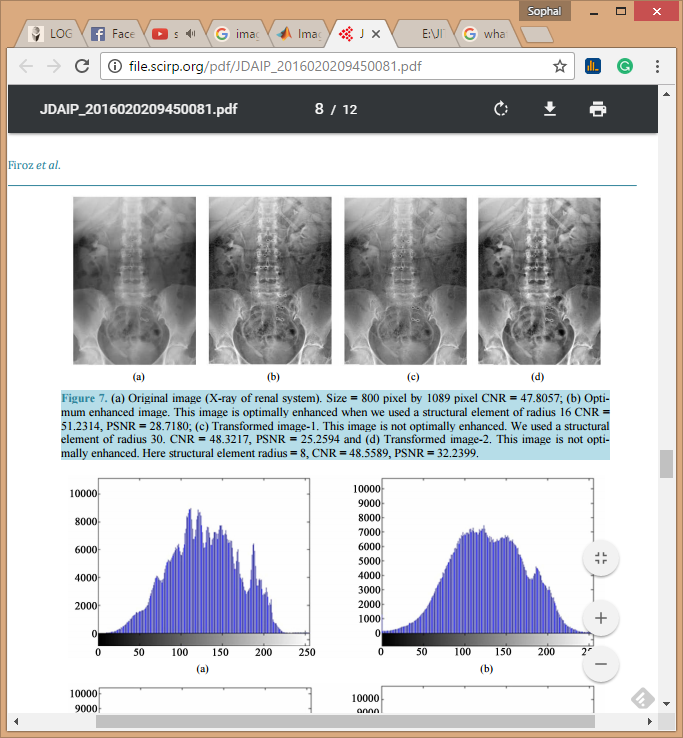 Sophal
LOG
Face
s
imag
Imag
J
E:\J
wha
file.scirp.org/pdf/JDAIP_2016020209450081.pdf
JDAIP_2016020209450081.pdf 8 / 12
Firoz et al.
(a) (b) (c) (d)
Figure 7. (a) Original image (X-ray of renal system). Size = 800 pixel by 1089 pixel CNR = 47.8057; (b) Opti-
mum enhanced image. This image is optimally enhanced when we used a structural element of radius 16 CNR =
51.2314, PSNR = 28.7180; (c) Transformed image-1. This image is not optimally enhanced. We used a structural
element of radius 30. CNR = 48.3217, PSNR = 25.2594 and (d) Transformed image-2. This image is not opti-
mally enhanced. Here structural element radius = 8, CNR = 48.5589, PSNR = 32.2399.
10000
8000
6000
4000
2000
0
0 50 100 150 200 250
(a)
10000
9000
8000
7000
6000
5000
4000
3000
2000
1000
0
0 50 100 150 200 25
(b)
10000
9000
10000
9000